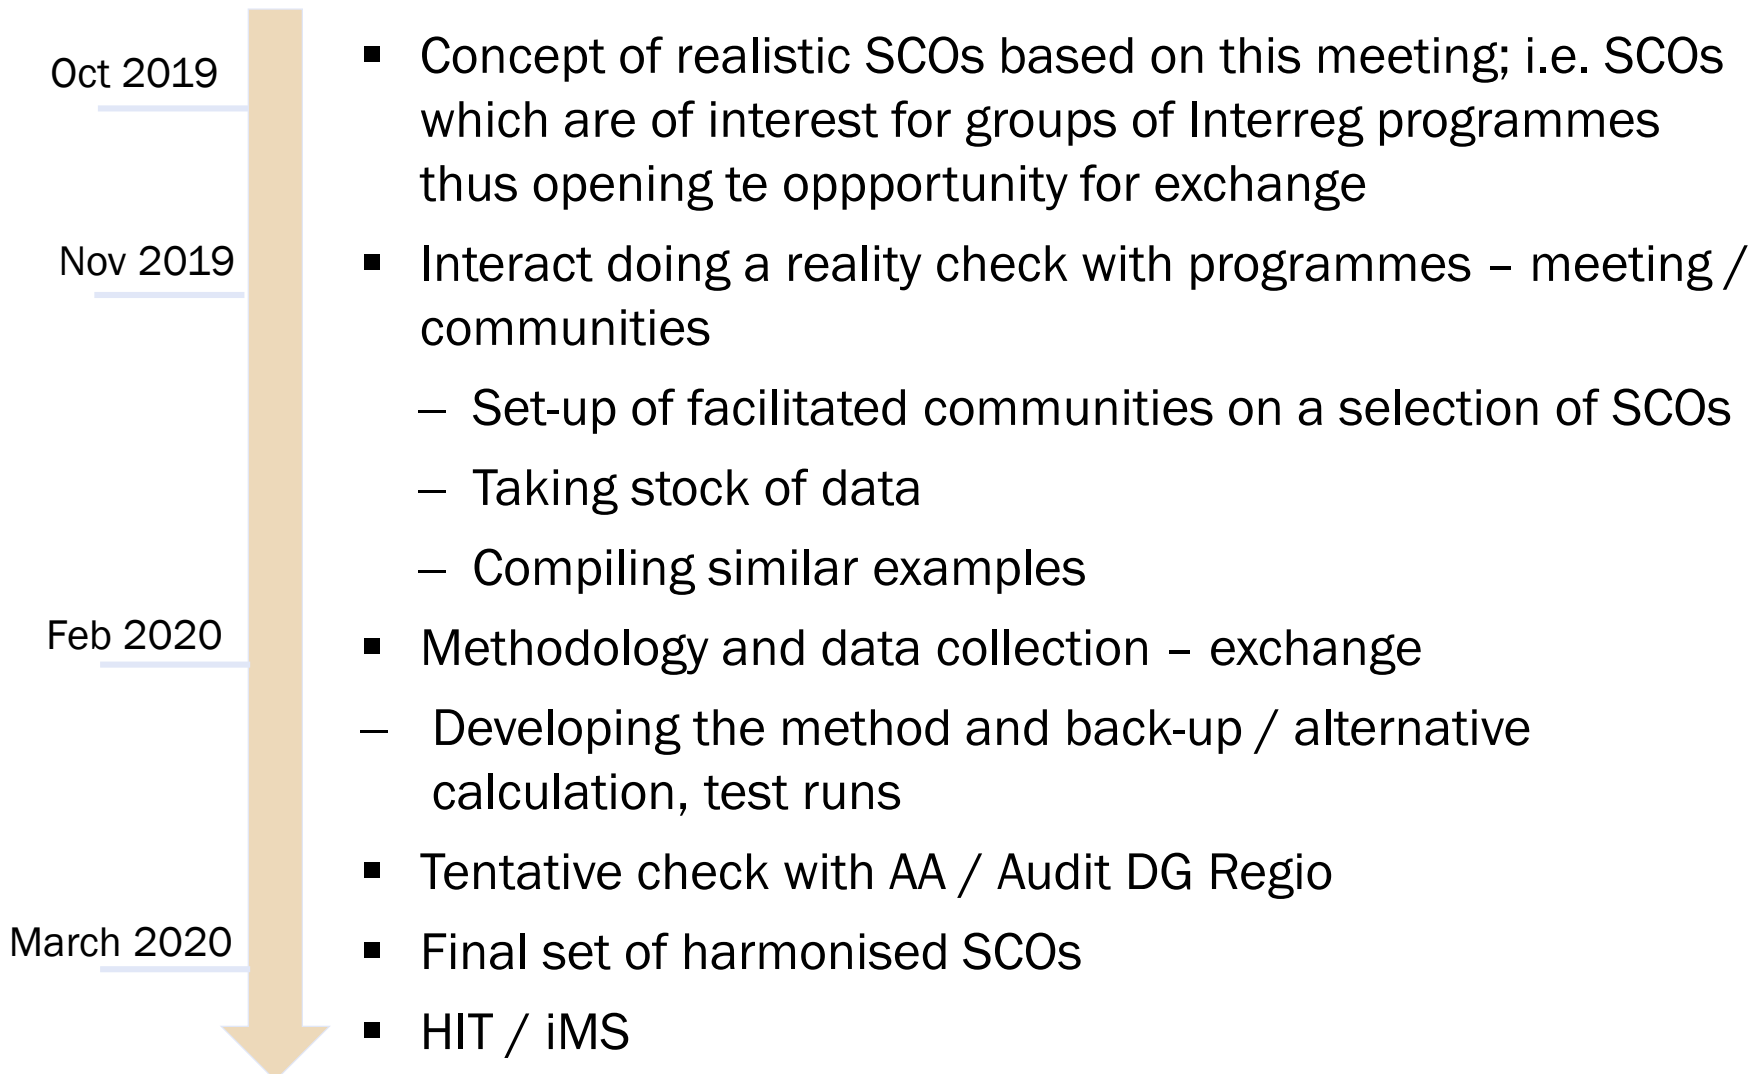 Oct 2019
▪ Concept of realistic SCOs based on this meeting; i.e. SCOs
which are of interest for groups of Interreg programmes
thus opening te oppportunity for exchange
Nov 2019
▪ Interact doing a reality check with programmes – meeting /
communities
– Set-up of facilitated communities on a selection of SCOs
– Taking stock of data
– Compiling similar examples
Feb 2020
▪ Methodology and data collection – exchange
– Developing the method and back-up / alternative
calculation, test runs
▪ Tentative check with AA / Audit DG Regio
March 2020
▪ Final set of harmonised SCOs
▪ HIT / iMS